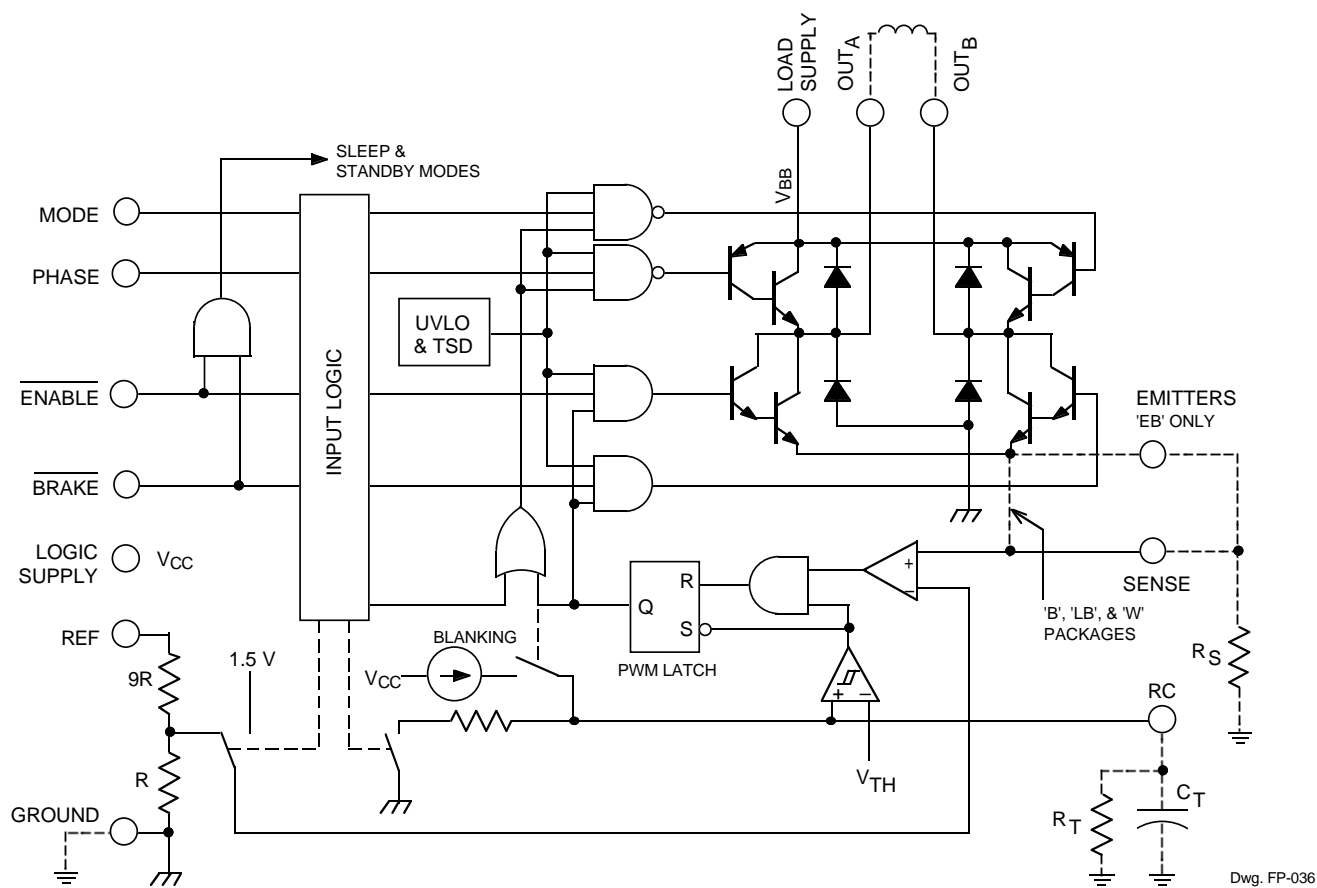 LOAD
SUPPLY
OUTA
OUTB
SLEEP &
STANDBY MODES
VBB
MODE
PHASE
UVLO
& TSD
INPUT LOGIC
ENABLE
EMITTERS
'EB' ONLY
BRAKE
LOGIC
SUPPLY
VCC
+
–
SENSE
R
Q
S
'B', 'LB', & 'W'
PACKAGES
REF
BLANKING
PWM LATCH
RS
1.5 V
9R
VCC
+ –
RC
R
VTH
CT
RT
GROUND
Dwg. FP-036